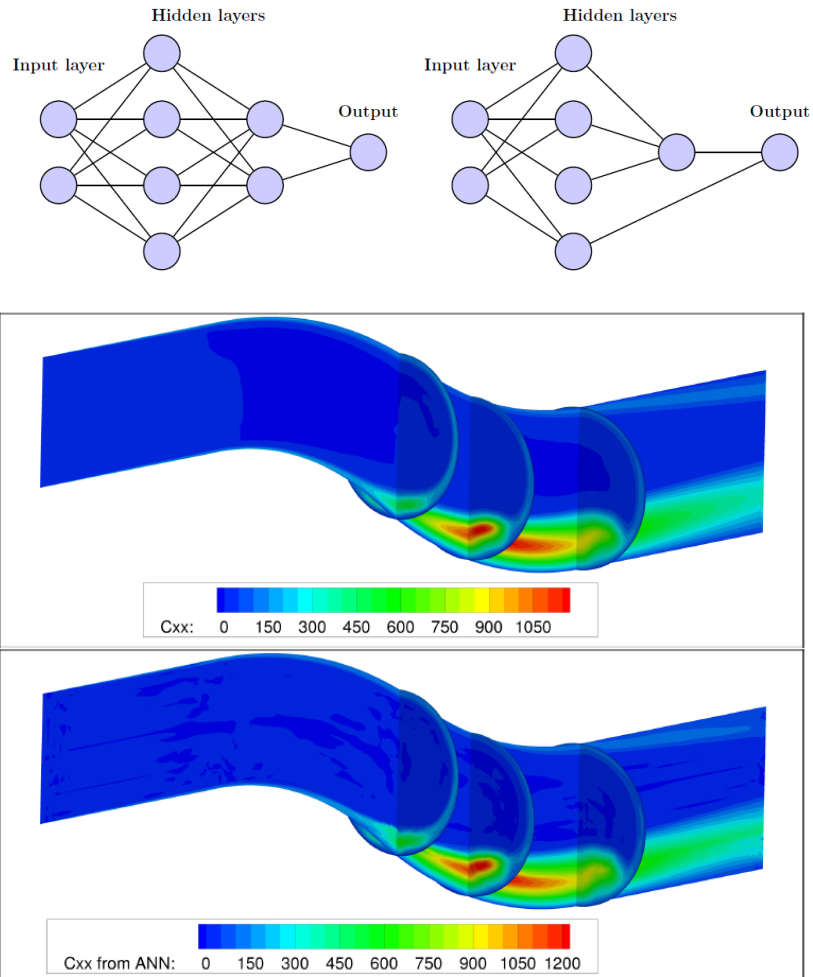 Hidden layers
Hidden layers
Input layer
Input layer
Output
Output
Cxx: 0 150 300 450 600 750 900 1050
Cxx from ANN: 0 150 300 450 600 750 900 1050 1200